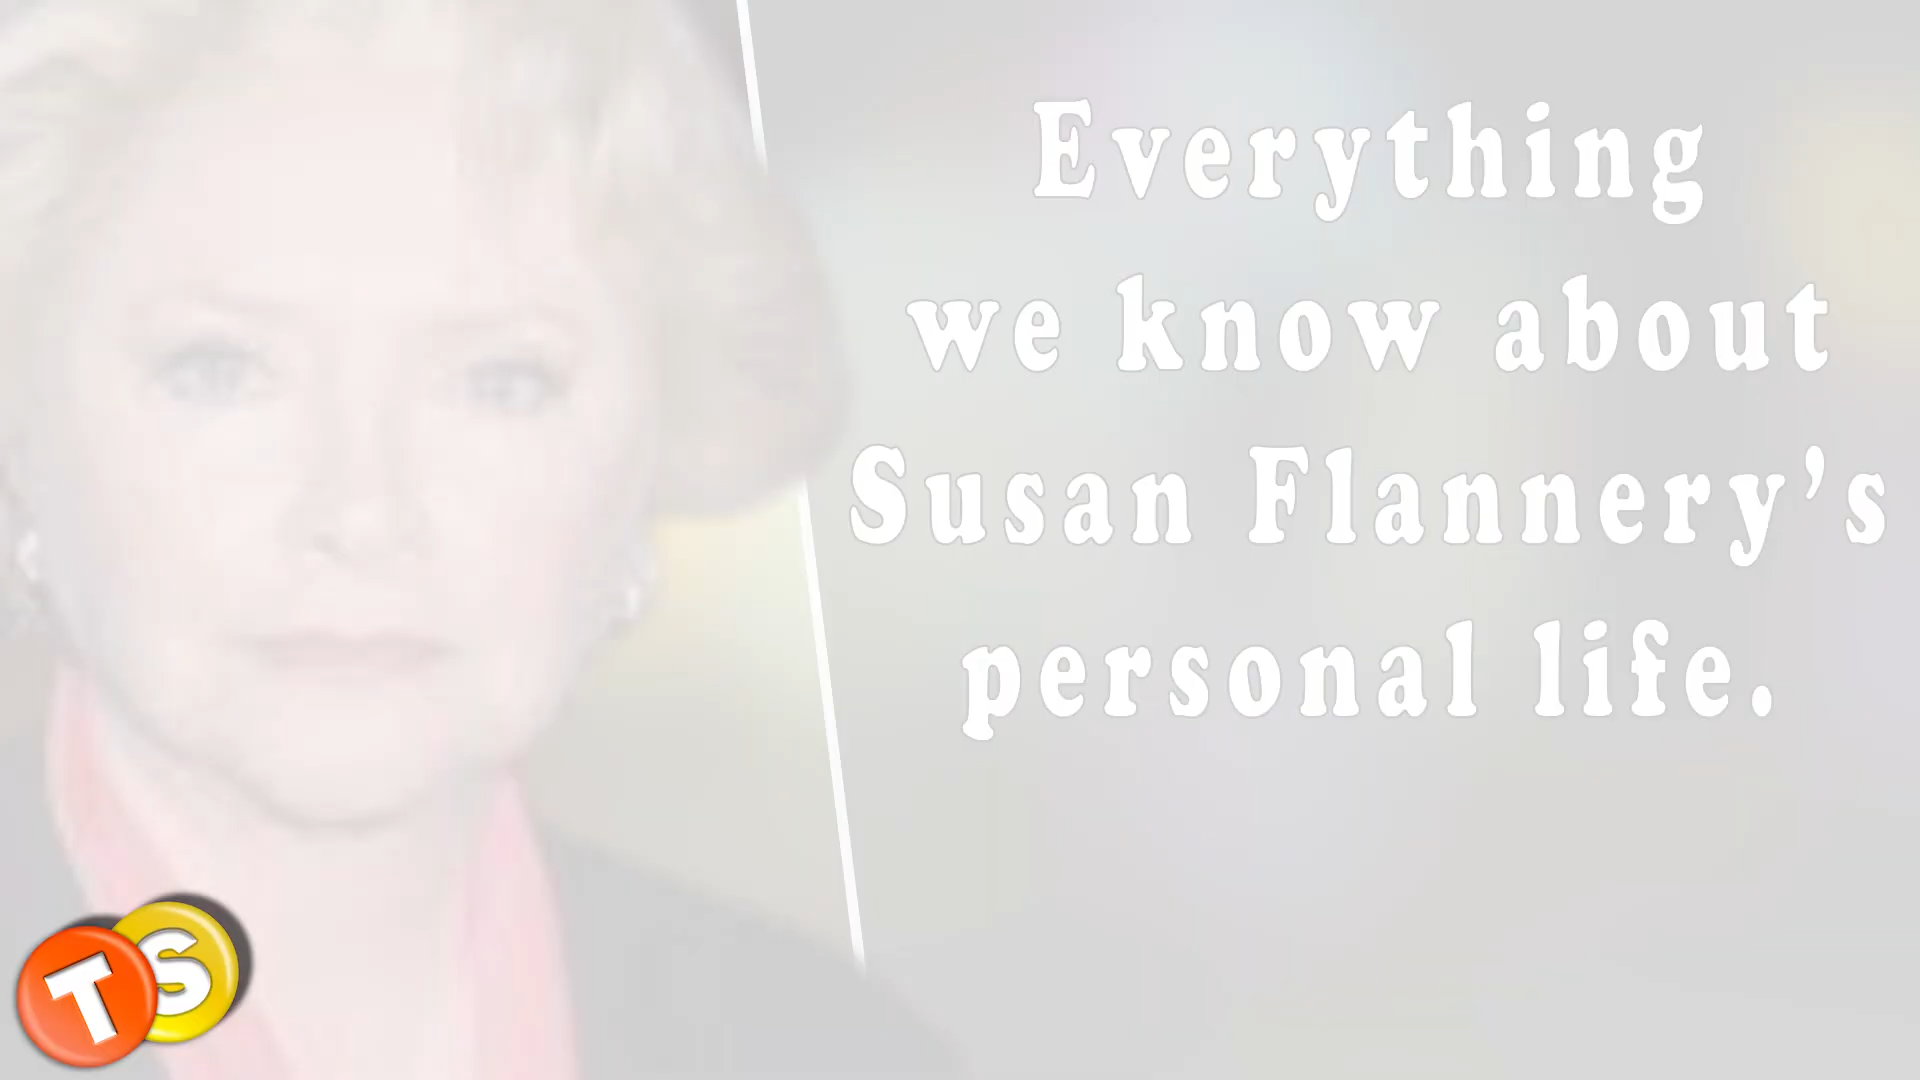 Everything
we know about
Susan Flannery’s
personal life.
TS